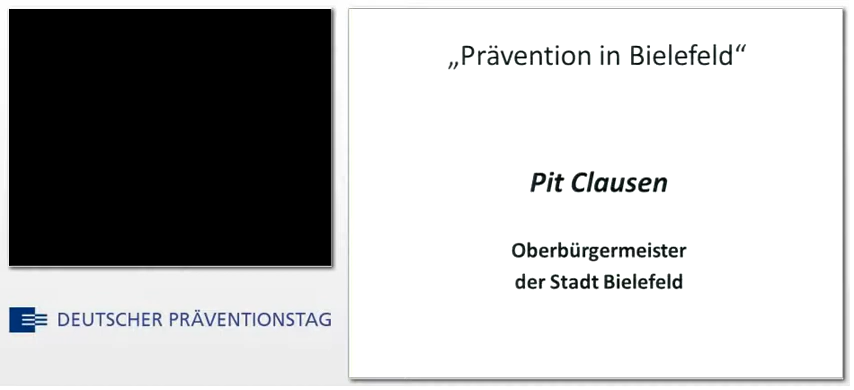 „Prävention in Bielefeld“
Pit Clausen
Oberbürgermeister
der Stadt Bielefeld
DEUTSCHER PRÄVENTIONSTAG